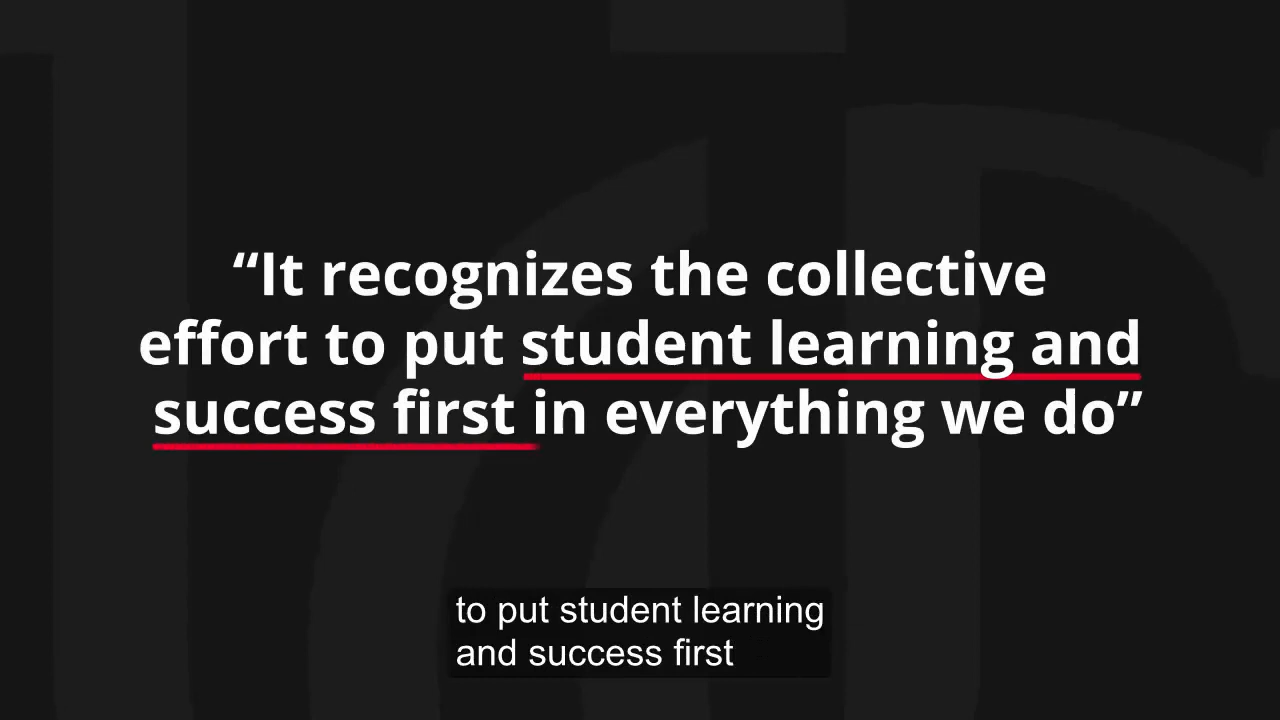 “It recognizes the collective
effort to put student learning and
success first in everything we do”
to put student learning
and success first